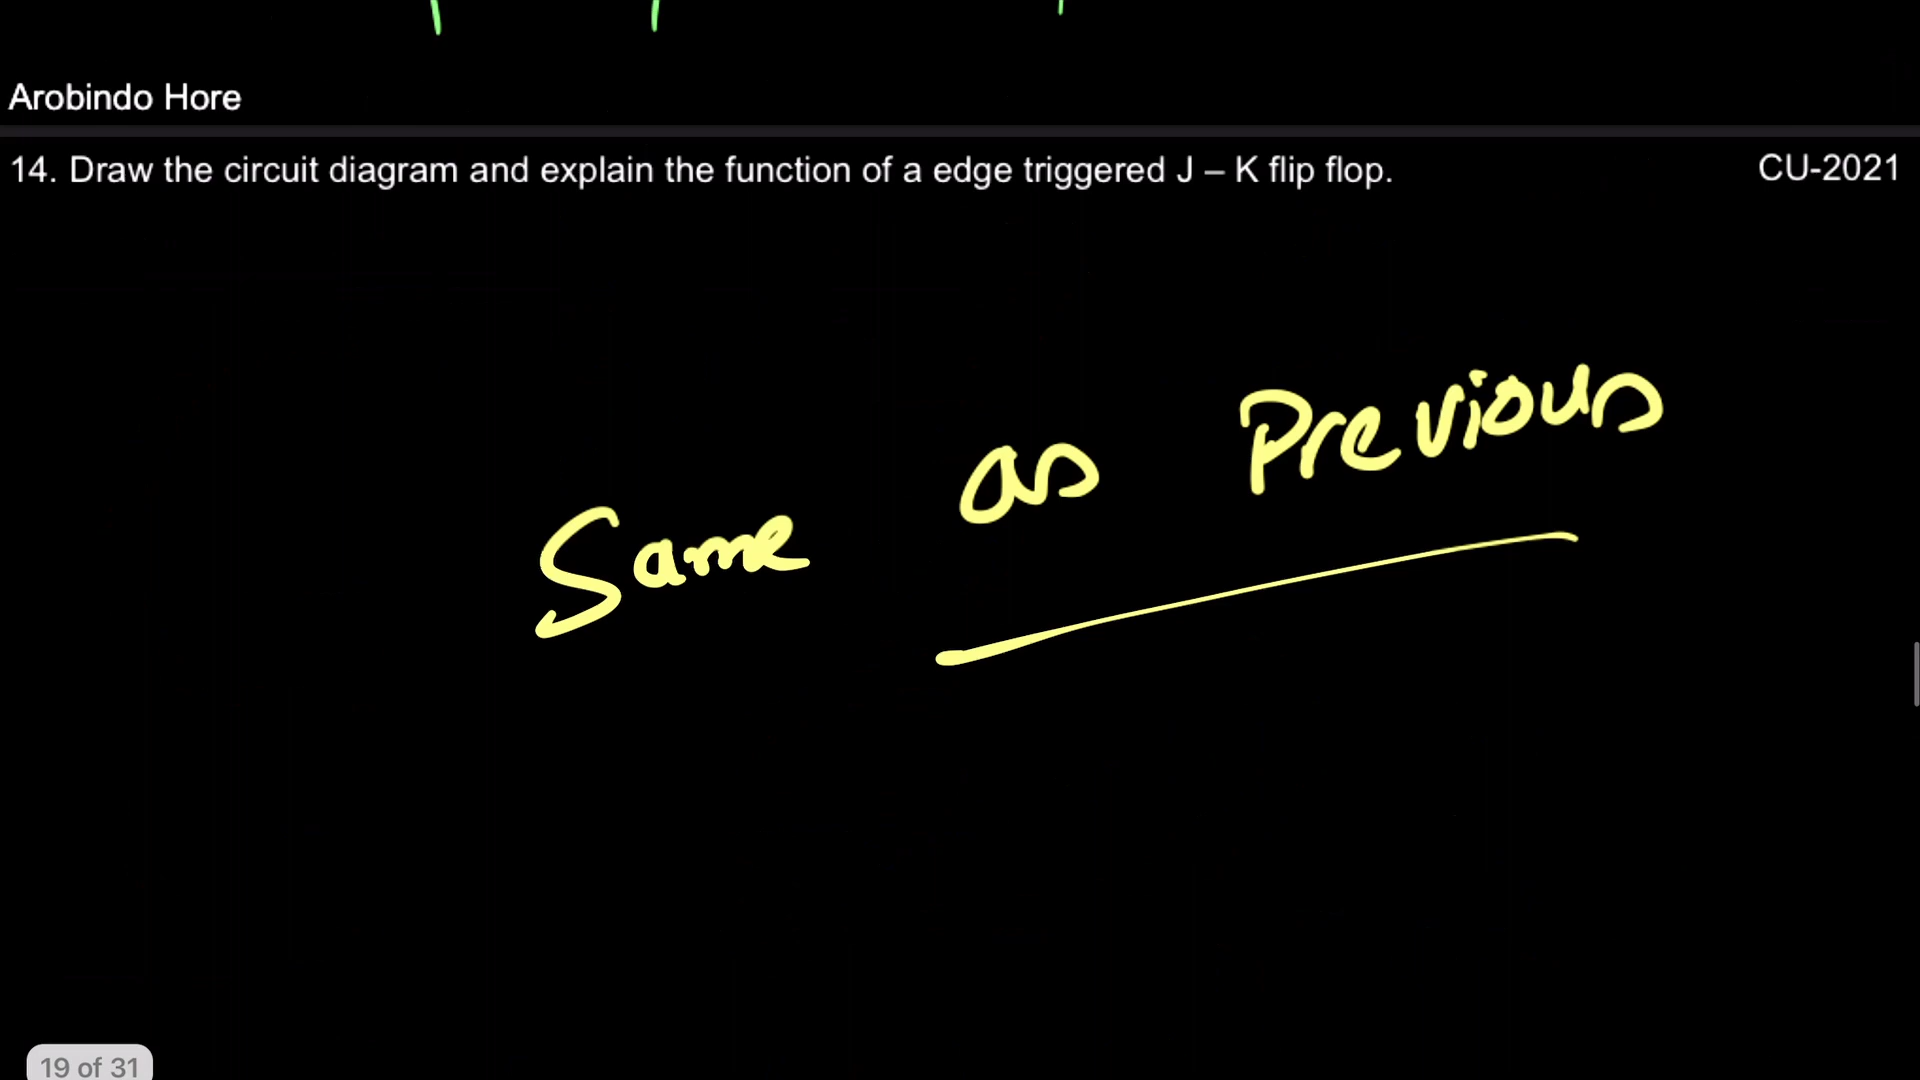 Arobindo Hore
14. Draw the circuit diagram and explain the function of a edge triggered J – K flip flop. CU-2021
Same as Previous
19 of 31